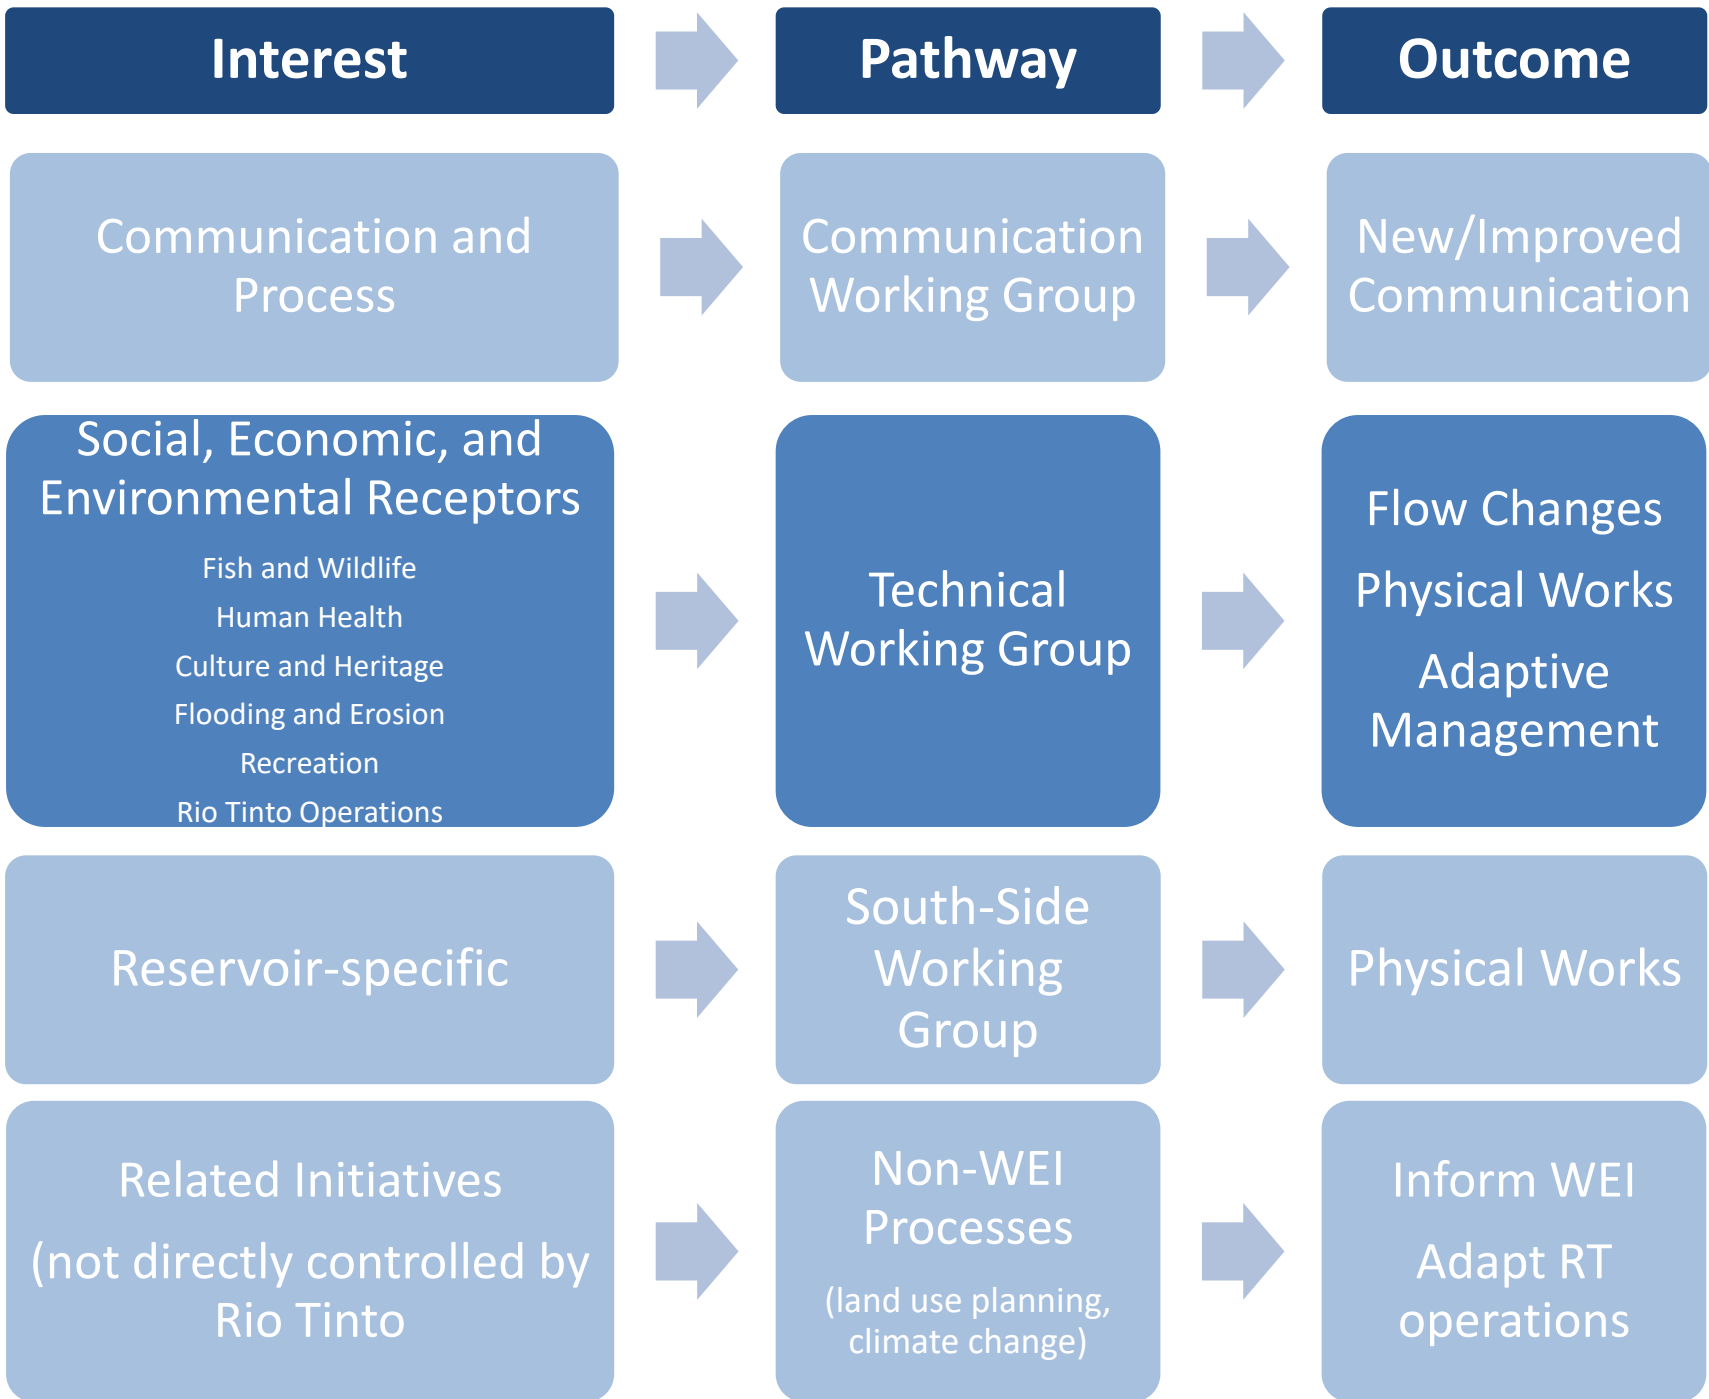 Interest
Pathway
Outcome
Communication and
Process
Communication
Working Group
New/Improved
Communication
Social, Economic, and
Environmental Receptors
Fish and Wildlife
Human Health
Culture and Heritage
Flooding and Erosion
Recreation
Rio Tinto Operations
Technical
Working Group
Flow Changes
Physical Works
Adaptive
Management
Reservoir-specific
South-Side
Working
Group
Physical Works
Related Initiatives
(not directly controlled by
Rio Tinto
Non-WEI
Processes
(land use planning,
climate change)
Inform WEI
Adapt RT
operations